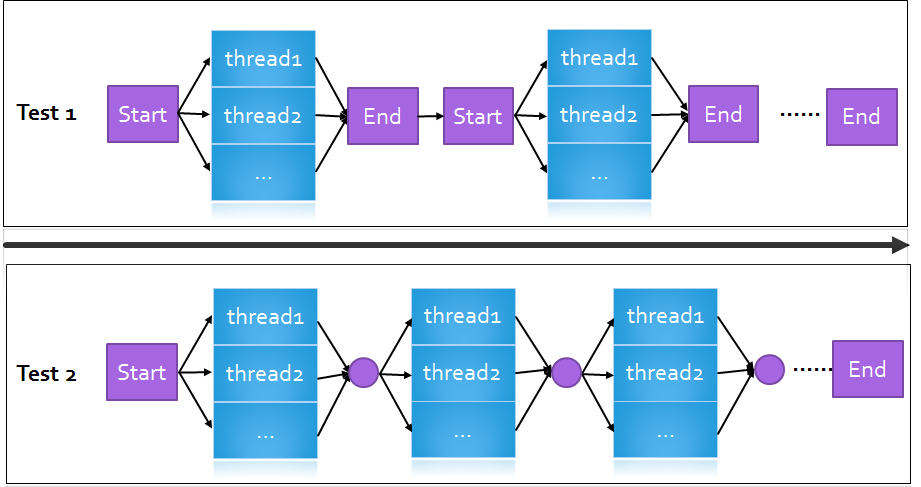 Test 1
Start
thread1
thread2
...
End
Start
thread1
thread2
...
End
......
End
Test 2
Start
thread1
thread2
...
thread1
thread2
...
thread1
thread2
...
......
End